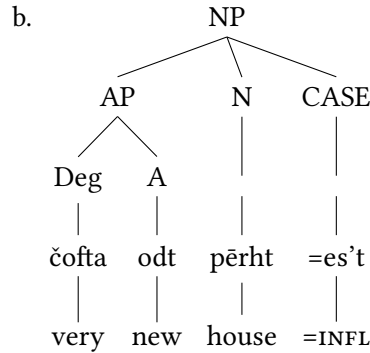 b. NP
AP N CASE
Deg A
čofta odt pērht =es’t
very new house =INFL